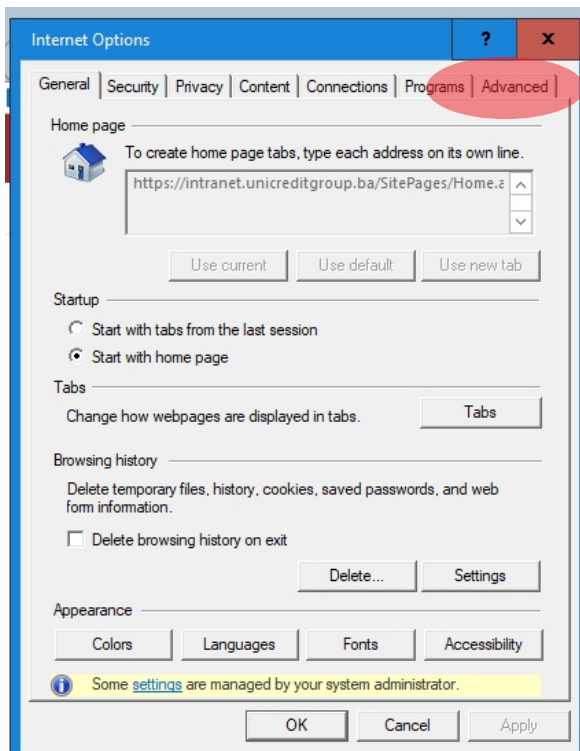 Internet Options ? x
General Security Privacy Content Connections Programs Advanced
Home page
To create home page tabs, type each address on its own line.
https://intranet.unicreditgroup.ba/SitePages/Home.a
Use current Use default Use new tab
Startup
Start with tabs from the last session
Start with home page
Tabs
Change how webpages are displayed in tabs. Tabs
Browsing history
Delete temporary files, history, cookies, saved passwords, and web
form information.
Delete browsing history on exit
Delete... Settings
Appearance
Colors Languages Fonts Accessibility
Some settings are managed by your system administrator.
OK Cancel Apply